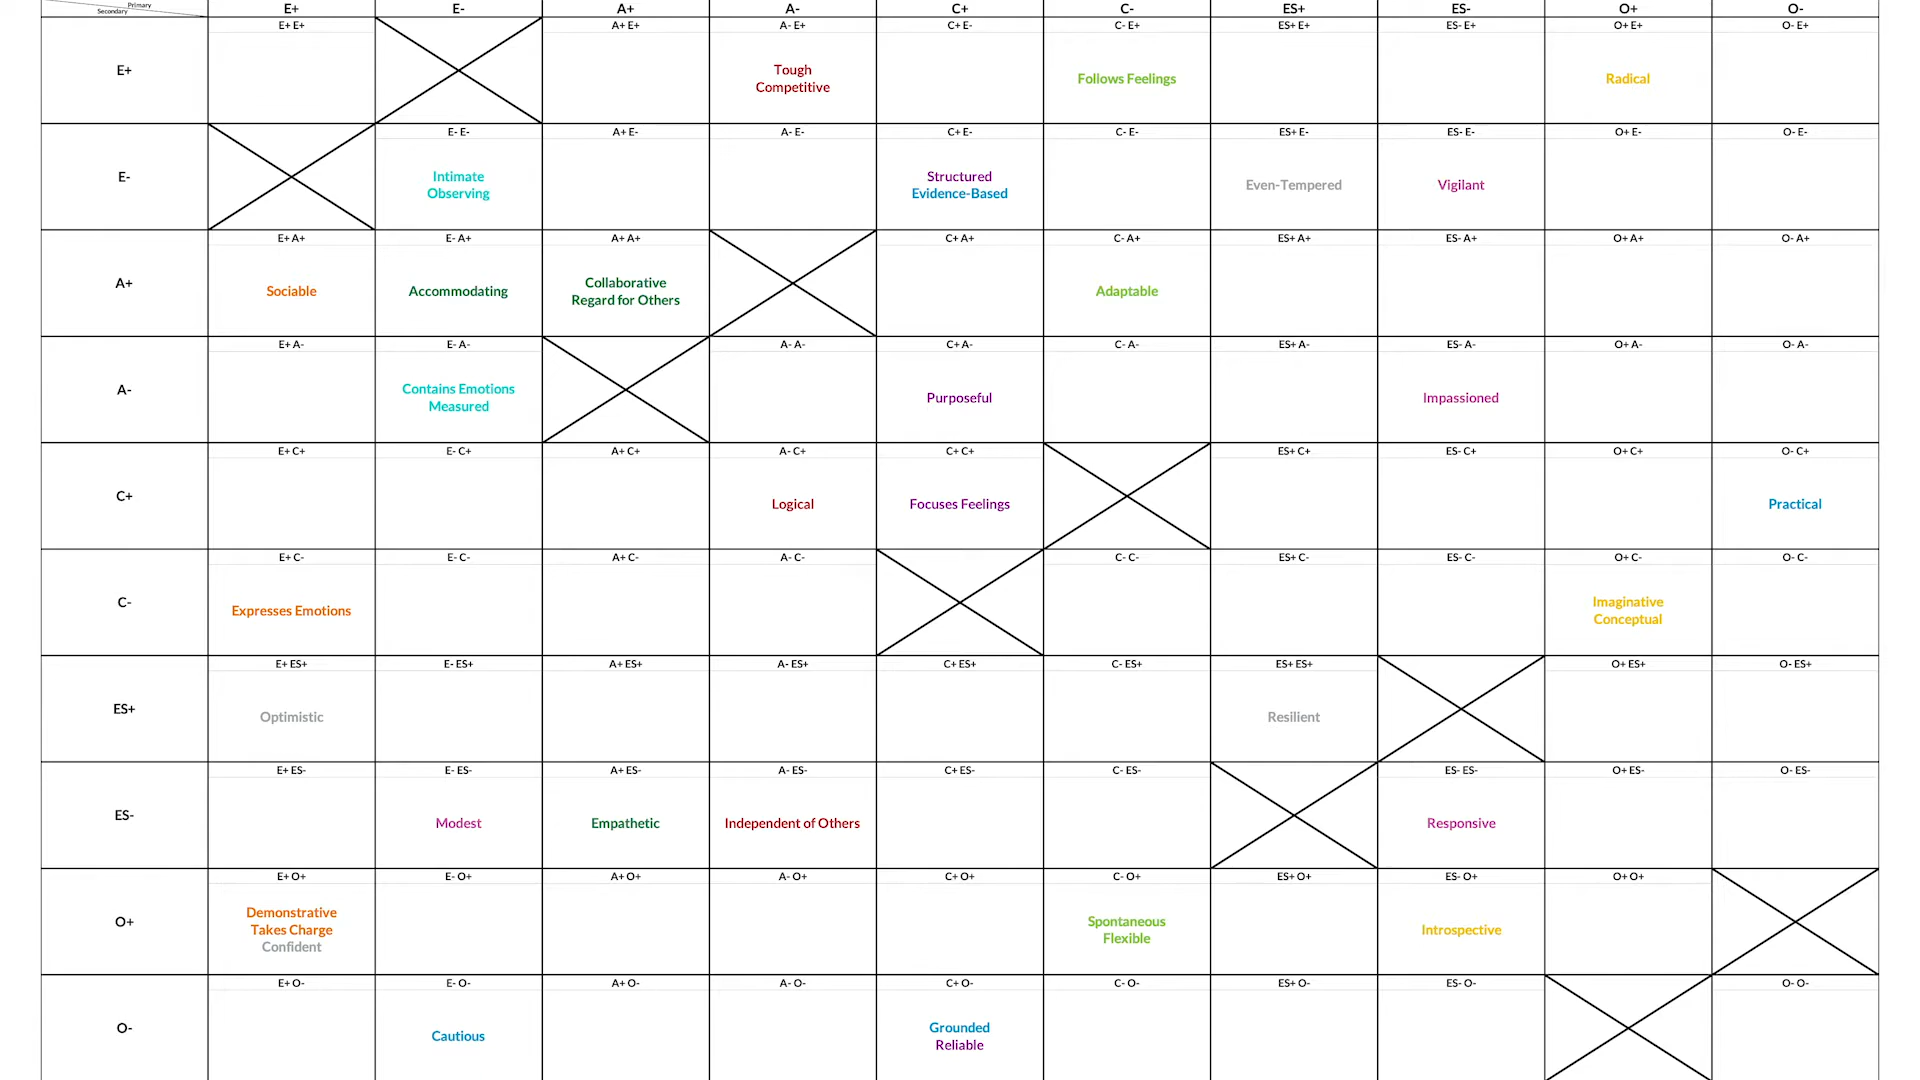 Primary
Secondary
E+ E- A+ A- C+ C- ES+ ES- O+ O-
E+ E+ A+ E+ A- E+ C+ E- C- E+ ES+ E+ ES- E+ O+ E+ O- E+
E+
Tough
Competitive
Follows Feelings
Radical
E- E- A+ E- A- E- C+ E- C- E- ES+ E- ES- E- O+ E- O- E-
E-
Intimate
Observing
Structured
Evidence-Based
Even-Tempered
Vigilant
E+ A+ E- A+ A+ A+ C+ A+ C- A+ ES+ A+ ES- A+ O+ A+ O- A+
A+
Sociable
Accommodating
Collaborative
Regard for Others
Adaptable
E+ A- E- A- A- A- C+ A- C- A- ES+ A- ES- A- O+ A- O- A-
A-
Contains Emotions
Measured
Purposeful
Impassioned
E+ C+ E- C+ A+ C+ A- C+ C+ C+ ES+ C+ ES- C+ O+ C+ O- C+
C+
Logical
Focuses Feelings
Practical
E+ C- E- C- A+ C- A- C- C- C- ES+ C- ES- C- O+ C- O- C-
C-
Expresses Emotions
Imaginative
Conceptual
E+ ES+ E- ES+ A+ ES+ A- ES+ C+ ES+ C- ES+ ES+ ES+ O+ ES+ O- ES+
ES+
Optimistic
Resilient
E+ ES- E- ES- A+ ES- A- ES- C+ ES- C- ES- ES- ES- O+ ES- O- ES-
ES-
Modest
Empathetic
Independent of Others
Responsive
E+ O+ E- O+ A+ O+ A- O+ C+ O+ C- O+ ES+ O+ ES- O+ O+ O+
O+
Demonstrative
Takes Charge
Confident
Spontaneous
Flexible
Introspective
E+ O- E- O- A+ O- A- O- C+ O- C- O- ES+ O- ES- O- O- O-
O-
Cautious
Grounded
Reliable